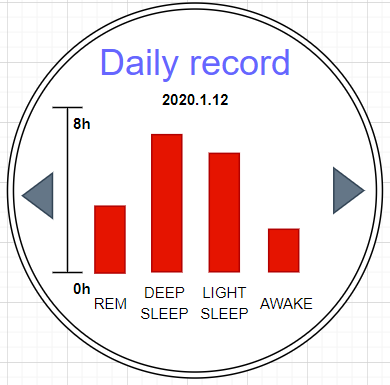 Daily record
2020.1.12
8h
0h
REM
DEEP
SLEEP
LIGHT
SLEEP
AWAKE